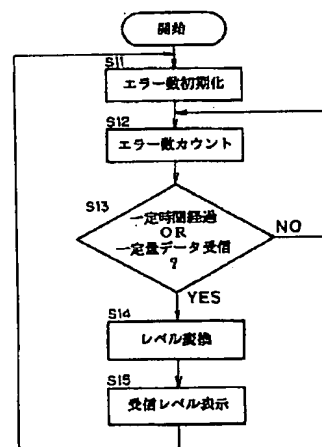 開始
S11
エラー数初期化
S12
エラー数カウント
S13
一定時間経過
OR
一定量データ受信
?
NO
YES
S14
レベル変換
S15
受信レベル表示